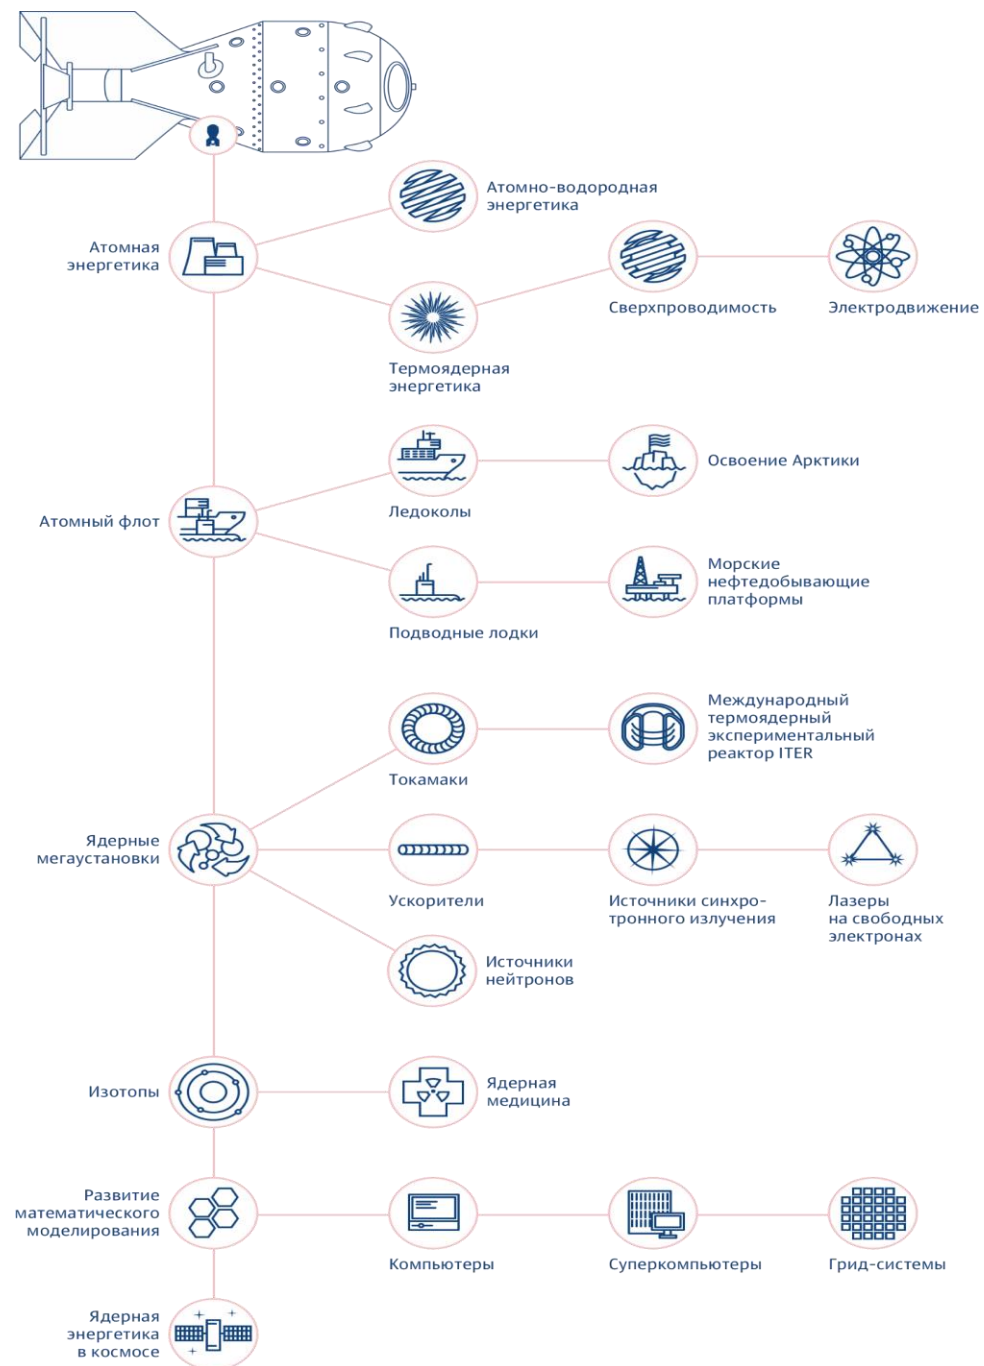 Атомно-водородная
энергетика
Атомная
энергетика
Сверхпроводимость
Электродвижение
Термоядерная
энергетика
Освоение Арктики
Ледоколы
Атомный флот
Морские
нефтедобывающие
платформы
Подводные лодки
Международный
термоядерный
экспериментальный
реактор ITER
Токамаки
Ядерные
мегаустановки
Ускорители
Источники синхро-
тронного излучения
Лазеры
на свободных
электронах
Источники
нейтронов
Изотопы
Ядерная
медицина
Развитие
математического
моделирования
Компьютеры
Суперкомпьютеры
Грид-системы
Ядерная
энергетика
в космосе